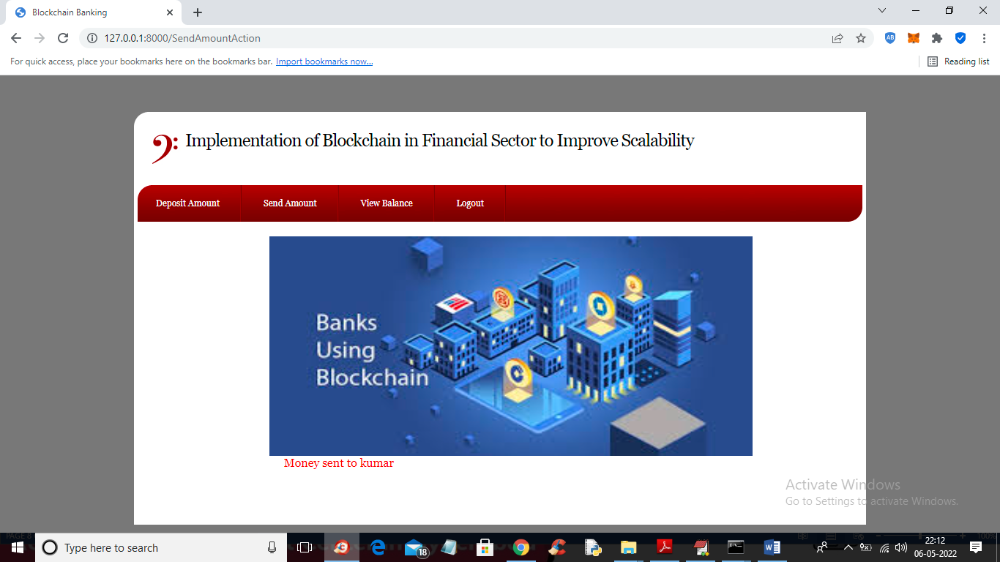 Blockchain Banking
127.0.0.1:8000/SendAmountAction
For quick access, place your bookmarks here on the bookmarks bar. Import bookmarks now...
Reading list
Implementation of Blockchain in Financial Sector to Improve Scalability
Deposit Amount Send Amount View Balance Logout
Banks
Using
Blockchain
Money sent to kumar
Activate Windows
Go to Settings to activate Windows.
PAGE 8
100%
Type here to search
18
22:12
06-05-2022